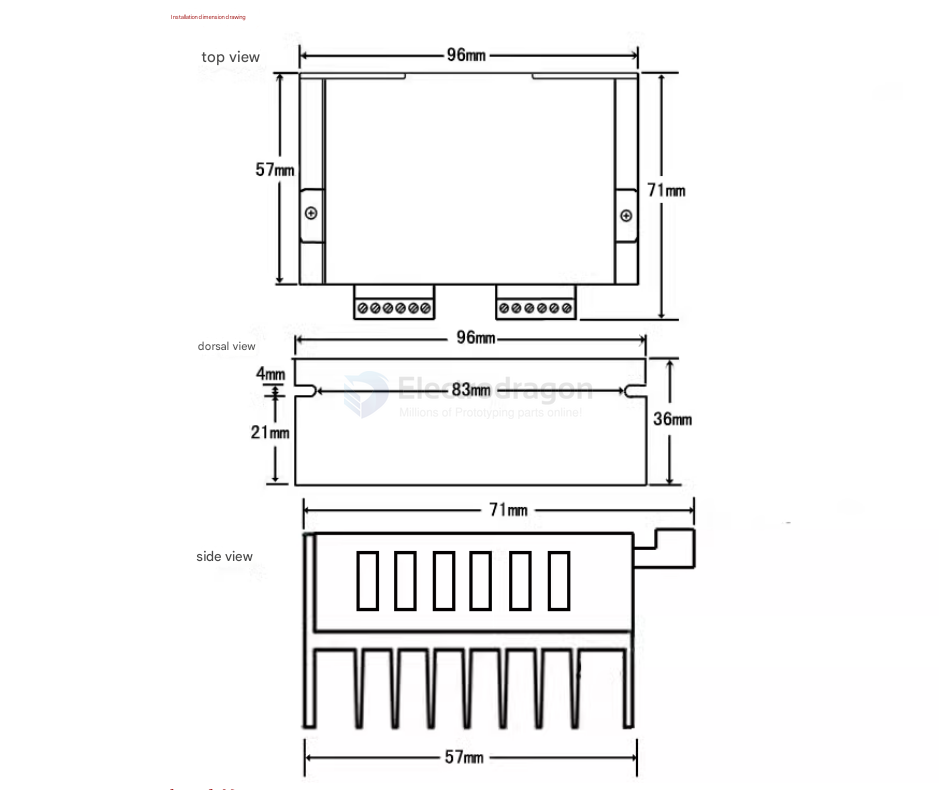 Installation dimension drawing
top view
96mm
57mm
71mm
dorsal view
96mm
4mm
Electrodragon
83mm
Millions of Prototyping parts online!
36mm
21mm
71mm
side view
57mm